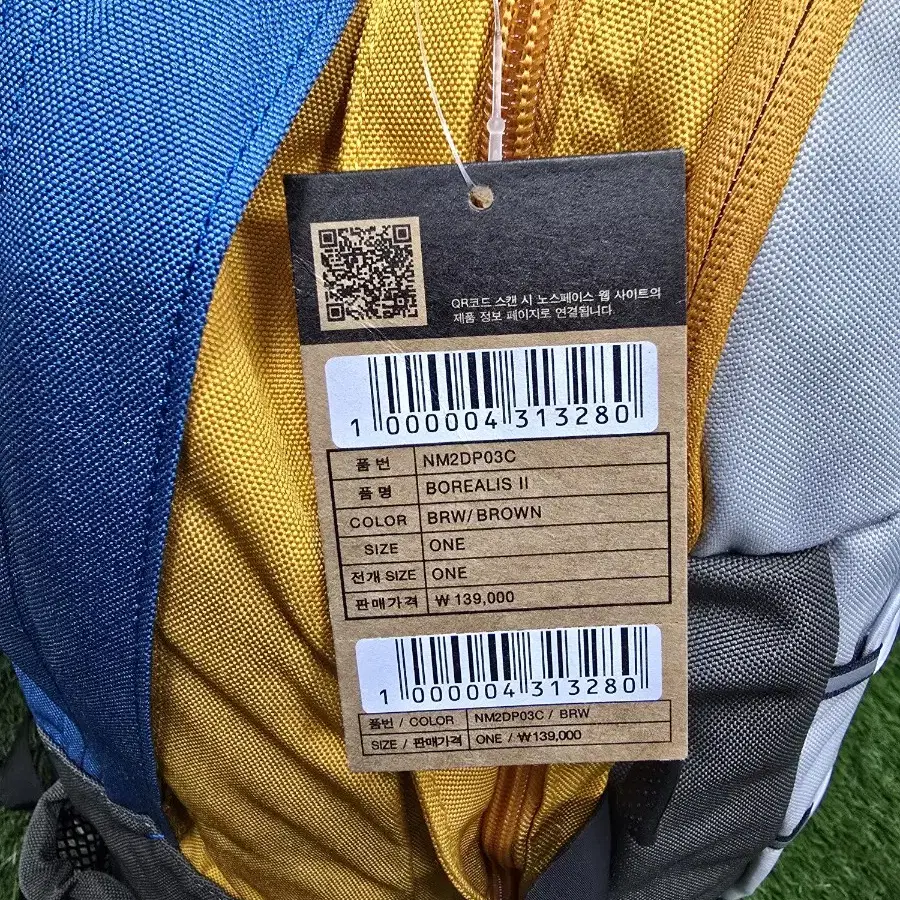 QR코드 스캔 시 노스페이스 웹 사이트의
제품 정보 페이지로 연결됩니다.
1 000004 313280
품 번 NM2DP03C
품 명 BOREALIS II
COLOR BRW/BROWN
SIZE ONE
전개 SIZE ONE
판매가격 ₩ 139,000
1 000004 313280
품번 / COLOR NM2DP03C / BRW
SIZE / 판매가격 ONE / ₩139,000